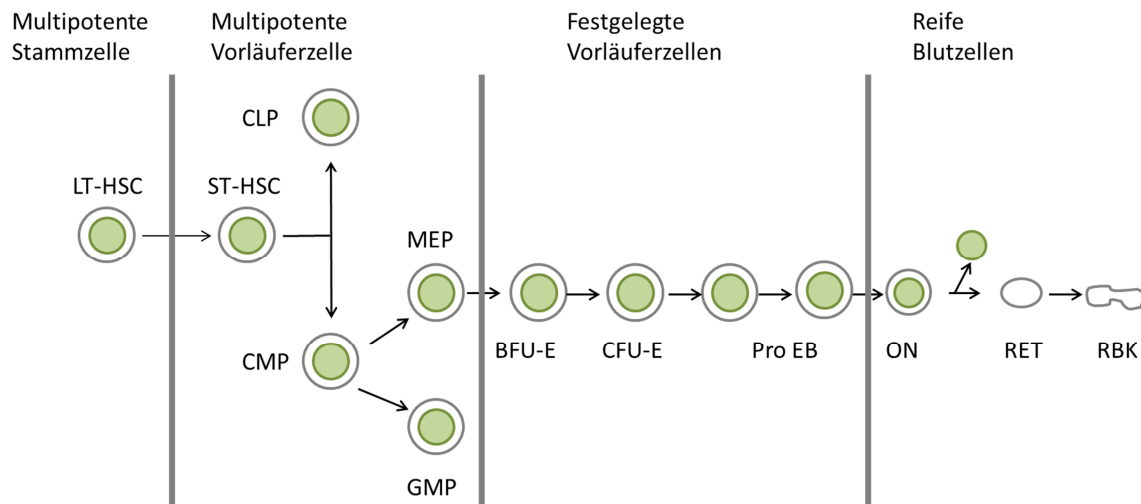 Multipotente
Stammzelle
Multipotente
Vorläuferzelle
Festgelegte
Vorläuferzellen
Reife
Blutzellen
CLP
LT-HSC
ST-HSC
MEP
CMP
BFU-E
CFU-E
Pro EB
ON
RET
RBK
GMP